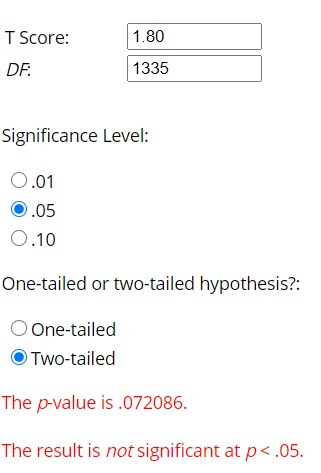 T Score: 1.80
DF: 1335
Significance Level:
.01
.05
.10
One-tailed or two-tailed hypothesis?:
One-tailed
Two-tailed
The p-value is .072086.
The result is not significant at p < .05.